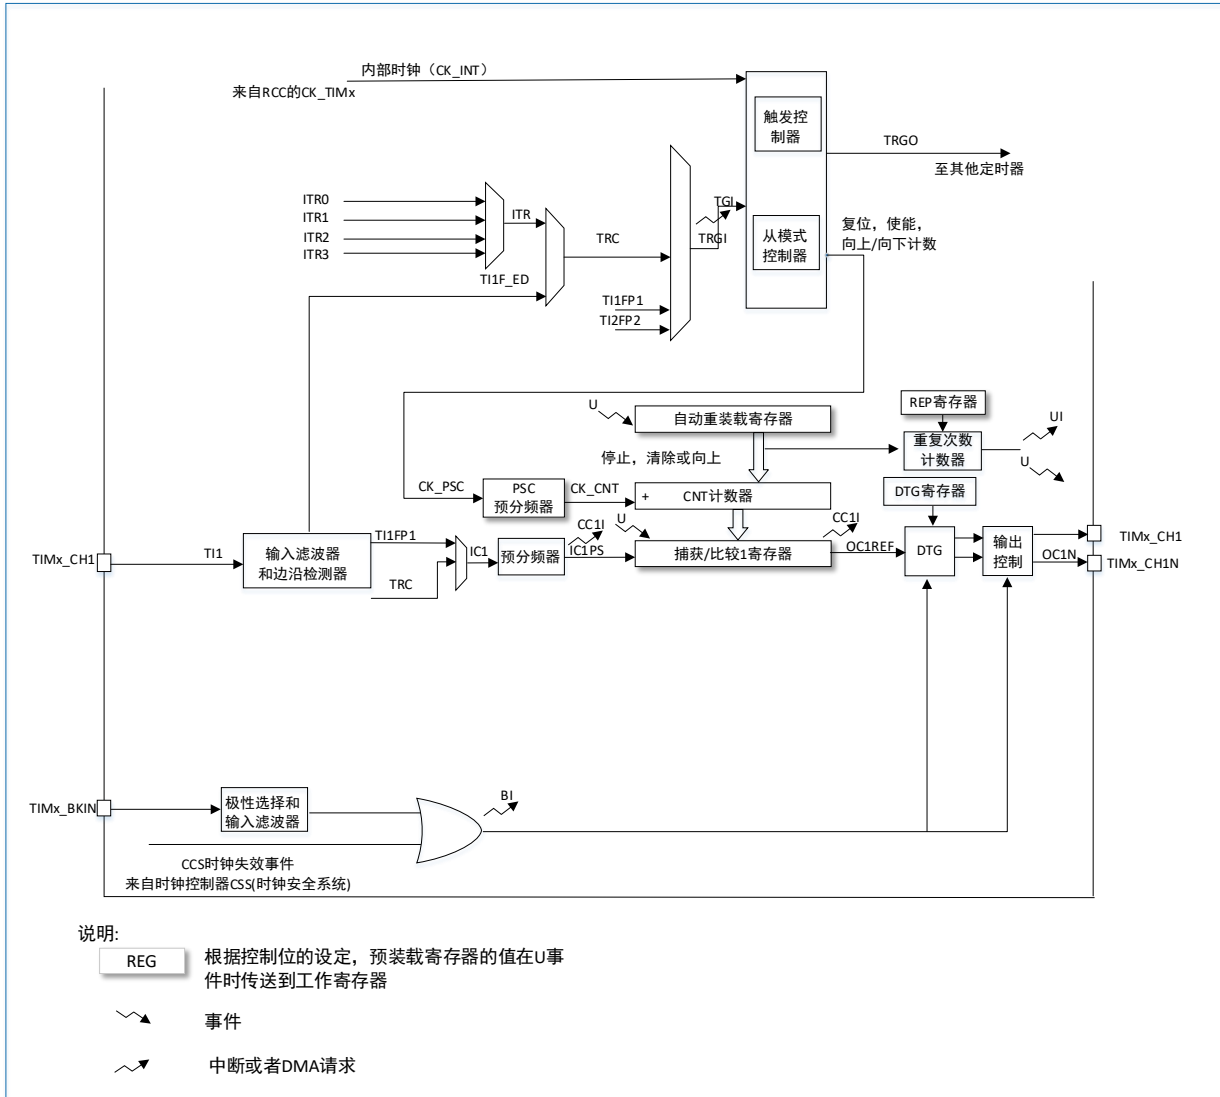 内部时钟（CK_INT）
来自RCC的CK_TIMx
触发控
制器
TRGO
至其他定时器
ITR0
ITR1
ITR2
ITR3
ITR
TI1F_ED
TRC
TGI
TRGI
TI1FP1
TI2FP2
从模式
控制器
复位，使能，
向上/向下计数
U
自动重装载寄存器
REP寄存器
UI
停止，清除或向上
重复次数
计数器
U
CK_PSC
PSC
预分频器
CK_CNT
+
CNT计数器
DTG寄存器
TIMx_CH1
TI1
输入滤波器
和边沿检测器
TI1FP1
TRC
IC1
预分频器
CC1I
IC1PS
U
捕获/比较1寄存器
CC1I
OC1REF
DTG
输出
控制
OC1N
TIMx_CH1
TIMx_CH1N
TIMx_BKIN
极性选择和
输入滤波器
BI
CCS时钟失效事件
来自时钟控制器CSS(时钟安全系统)
说明:
REG
根据控制位的设定，预装载寄存器的值在U事
件时传送到工作寄存器
事件
中断或者DMA请求